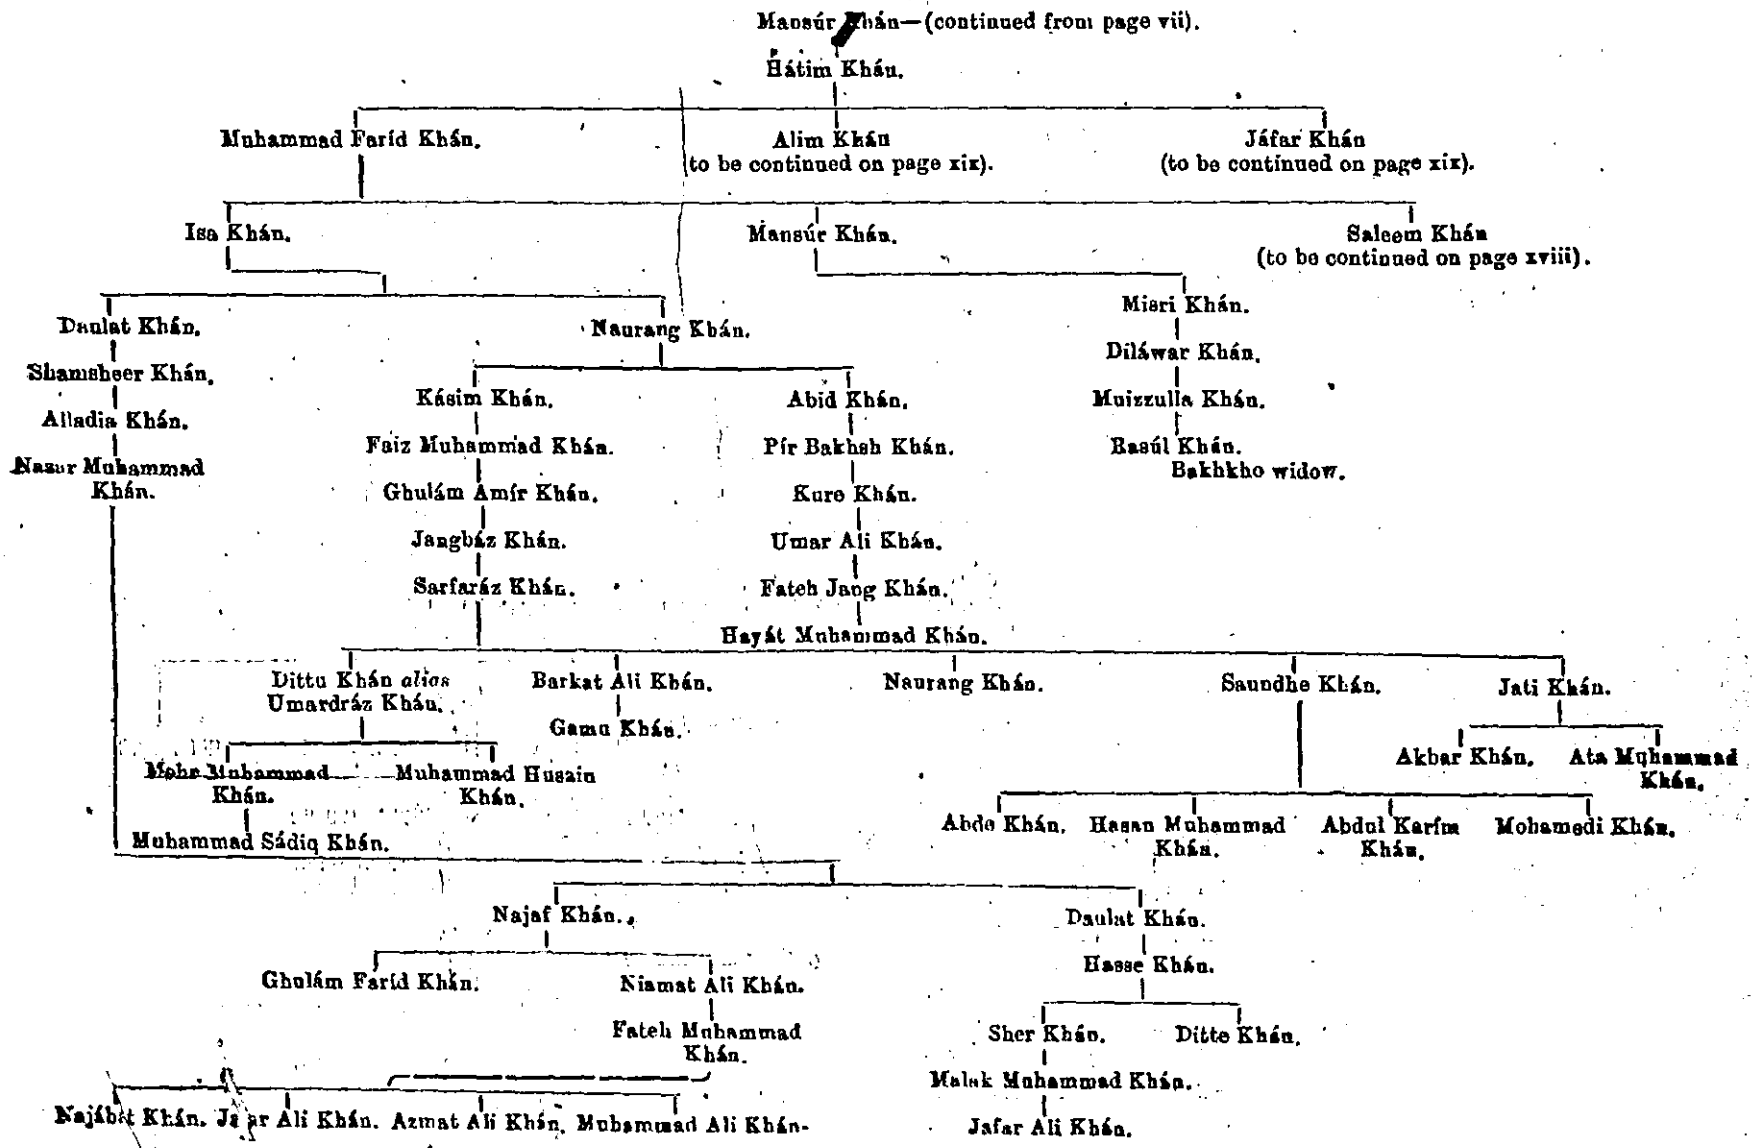 Mansúr Khán—(continued from page vii).
Hátim Khán.
Muhammad Faríd Khán. Alim Khán Jáfar Khán
(to be continued on page xix). (to be continued on page xix).
Isa Khán. Mansúr Khán. Saleem Khán
(to be continued on page xviii).
Misri Khán.
Daulat Khán. Naurang Khán.
Diláwar Khán.
Shamsheer Khán.
Kásim Khán. Abid Khán. Muizzulla Khán.
Alladia Khán.
Faiz Muhammad Khán. Pír Bakhsh Khán. Rasúl Khán.
Nazar Muhammad Bakhkho widow.
Khán. Ghulám Amír Khán. Kure Khán.
Jangbáz Khán. Umar Ali Khán.
Sarfaráz Khán. Fateh Jang Khán.
Hayát Muhammad Khán.
Dittu Khán alias Barkat Ali Khán. Naurang Khán. Saundhe Khán. Jati Khán.
Umardráz Khán.
Gamu Khán.
Akbar Khán. Ata Muhammad
Khán.
Mehr Muhammad Muhammad Husain
Khán. Khán.
Abde Khán. Hasan Muhammad Abdul Karím Mohamedi Khán.
Khán. Khán.
Muhammad Sádiq Khán.
Najaf Khán. Daulat Khán.
Hasse Khán.
Ghulám Faríd Khán. Niamat Ali Khán.
Fateh Muhammad Sher Khán. Ditte Khán.
Khán.
Malak Muhammad Khán.
Najábat Khán. Jafar Ali Khán. Azmat Ali Khán. Muhammad Ali Khán-
Jafar Ali Khán.